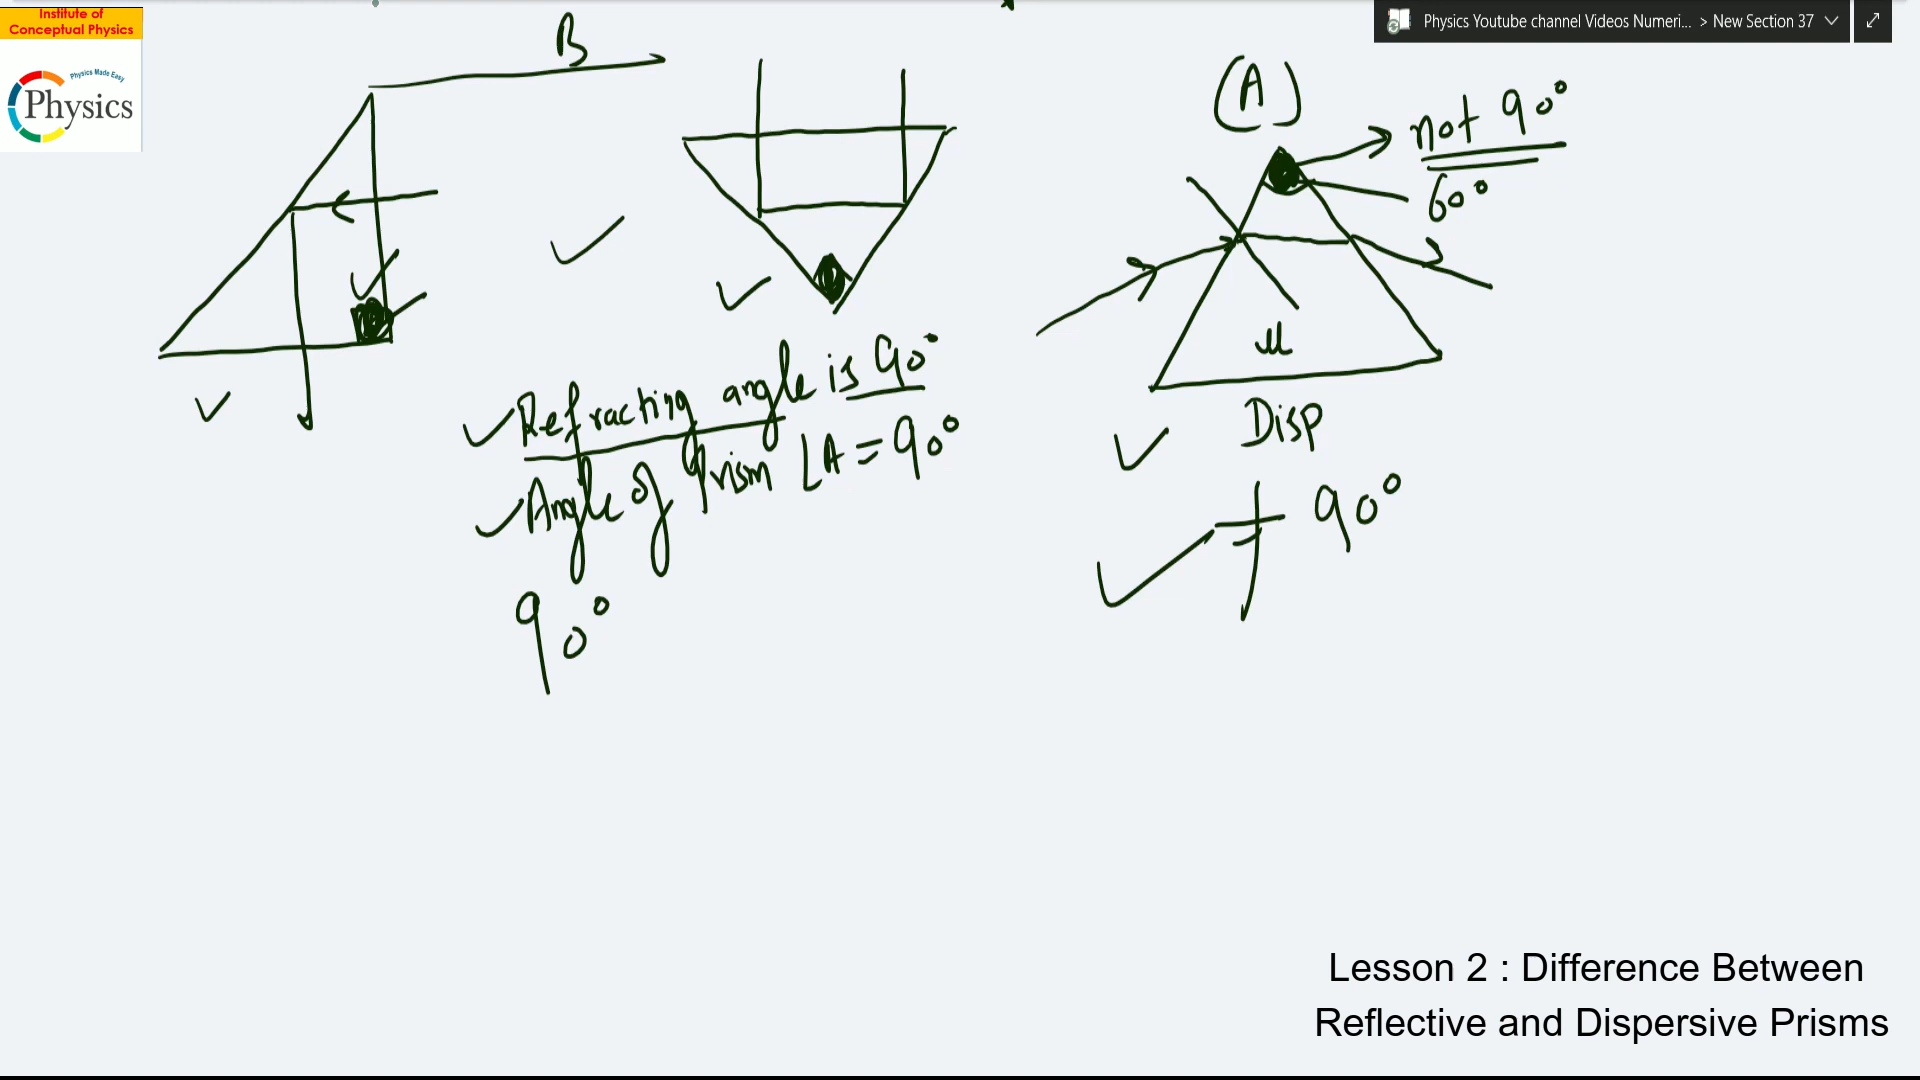 Institute of
Conceptual Physics
Physics Made Easy
Physics
Physics Youtube channel Videos Numeri... > New Section 37
B
(A)
not 90°
60°
μ
Disp
≠ 90°
Refracting angle is 90°
Angle of Prism ∠A = 90°
90°
Lesson 2 : Difference Between
Reflective and Dispersive Prisms